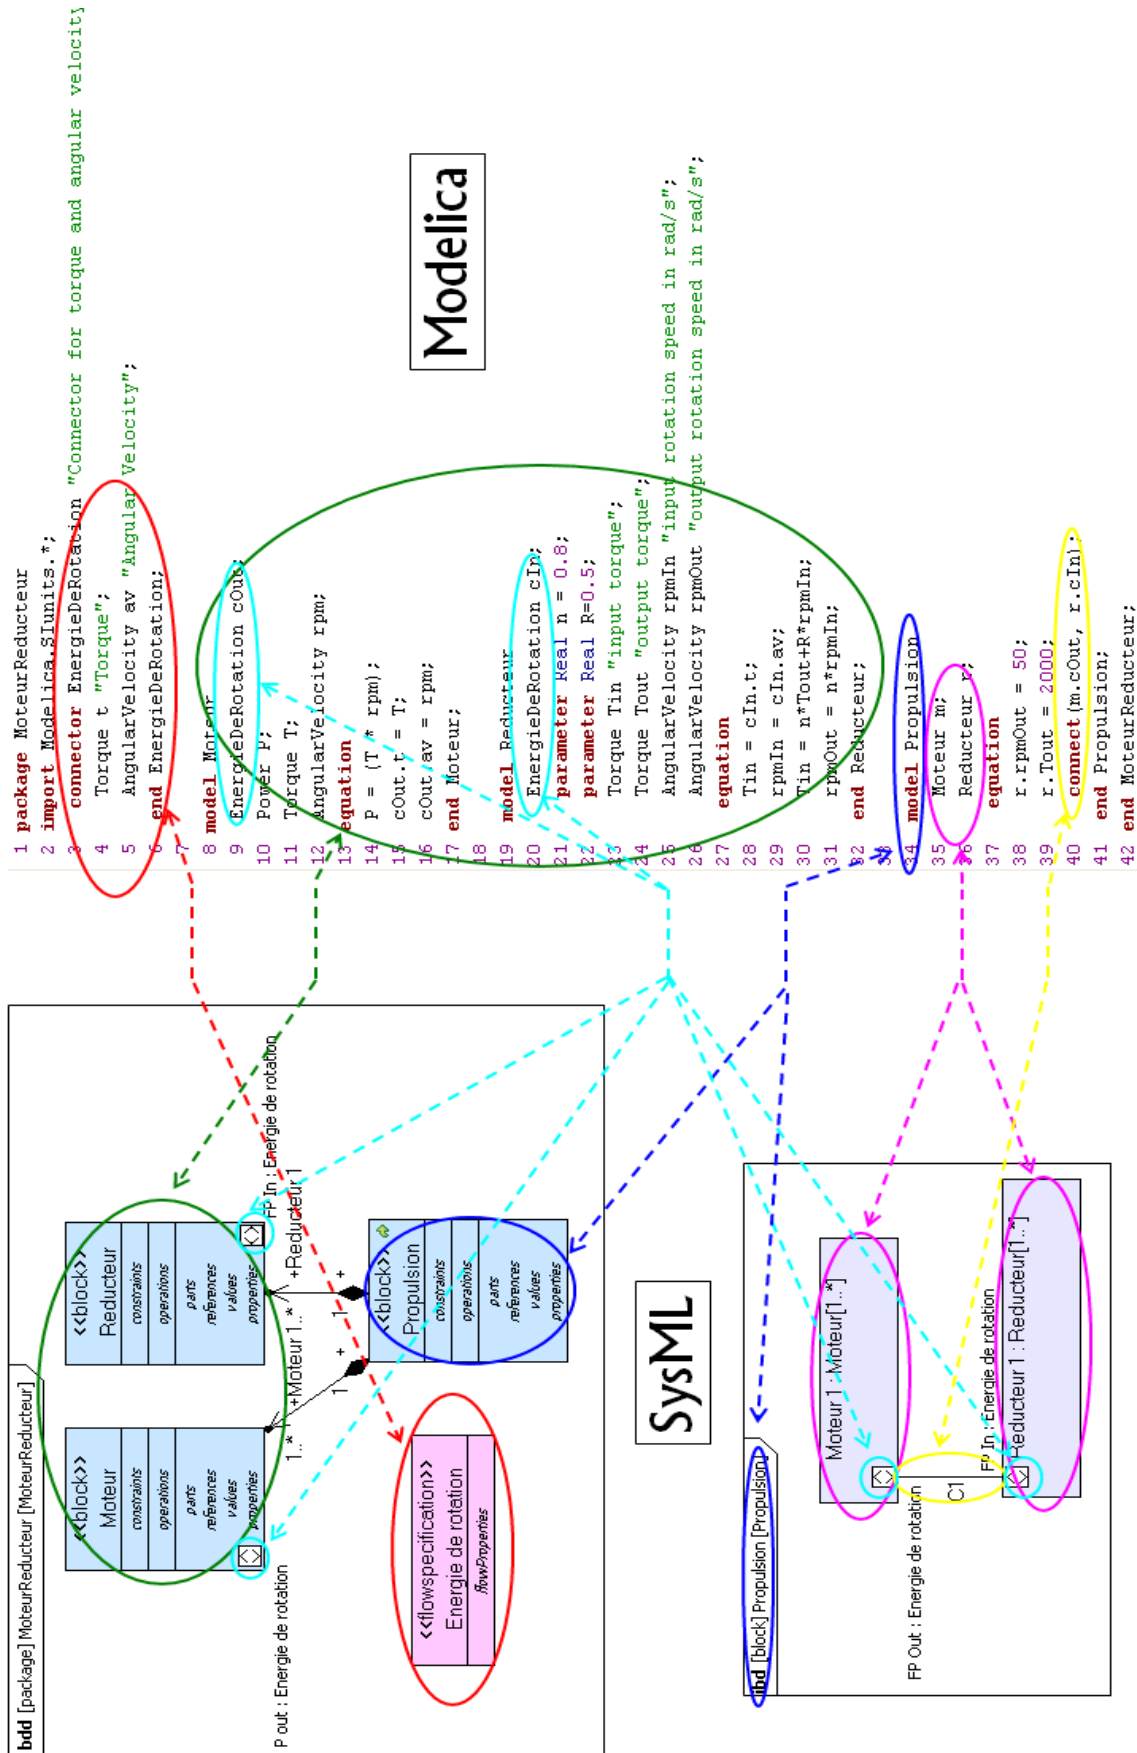 bdd [package] MoteurReducteur [MoteurReducteur]
<<block>>
Moteur
constraints
operations
parts
references
values
properties
<<block>>
Reducteur
constraints
operations
parts
references
values
properties
P out : Energie de rotation
FP In : Energie de rotation
1..*
+Moteur 1..*
+Reducteur 1
1
+
1
+
<<flowspecification>>
Energie de rotation
flowProperties
<<block>>
Propulsion
constraints
operations
parts
references
values
properties
SysML
ibd [block] Propulsion [Propulsion]
Moteur 1 : Moteur[1..*]
FP Out : Energie de rotation
C1
FP In : Energie de rotation
Reducteur 1 : Reducteur[1..*]
1 package MoteurReducteur
2 import Modelica.SIunits.*;
3 connector EnergieDeRotation "Connector for torque and angular velocity
4 Torque t "Torque";
5 AngularVelocity av "Angular Velocity";
6 end EnergieDeRotation;
7
8 model Moteur
9 EnergieDeRotation cOut;
10 Power P;
11 Torque T;
12 AngularVelocity rpm;
13 equation
14 P = (T * rpm);
15 cOut.t = T;
16 cOut.av = rpm;
17 end Moteur;
18
19 model Reducteur
20 EnergieDeRotation cIn;
21 parameter Real n = 0.8;
22 parameter Real R=0.5;
23 Torque Tin "input torque";
24 Torque Tout "output torque";
25 AngularVelocity rpmIn "input rotation speed in rad/s";
26 AngularVelocity rpmOut "output rotation speed in rad/s";
27 equation
28 Tin = cIn.t;
29 rpmIn = cIn.av;
30 Tin = n*Tout+R*rpmIn;
31 rpmOut = n*rpmIn;
32 end Reducteur;
33
34 model Propulsion
35 Moteur m;
36 Reducteur r;
37 equation
38 r.rpmOut = 50;
39 r.Tout = 2000;
40 connect(m.cOut, r.cIn);
41 end Propulsion;
42 end MoteurReducteur;
Modelica